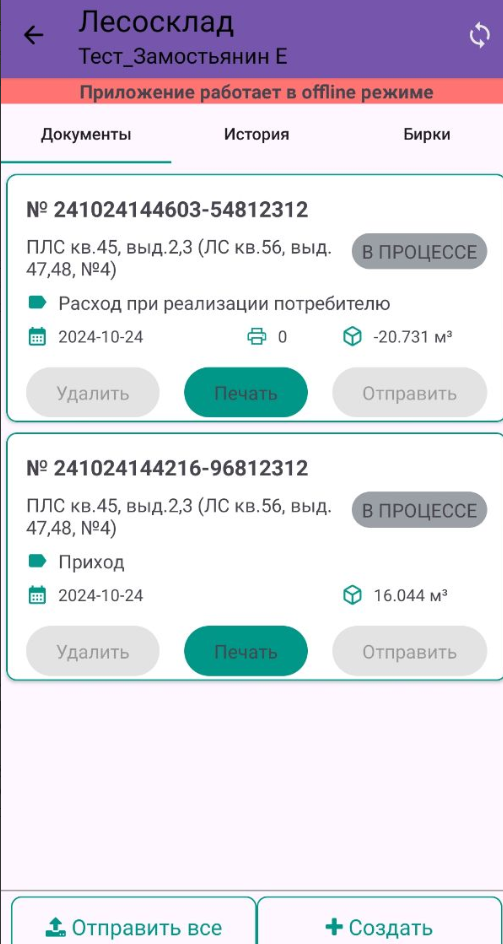 Лесосклад
Тест_Замостьянин Е
Приложение работает в offline режиме
Документы История Бирки
№ 241024144603-54812312
ПЛС кв.45, выд.2,3 (ЛС кв.56, выд.
47,48, №4)
В ПРОЦЕССЕ
Расход при реализации потребителю
2024-10-24 0 -20.731 м³
Удалить Печать Отправить
№ 241024144216-96812312
ПЛС кв.45, выд.2,3 (ЛС кв.56, выд.
47,48, №4)
В ПРОЦЕССЕ
Приход
2024-10-24 16.044 м³
Удалить Печать Отправить
Отправить все Создать